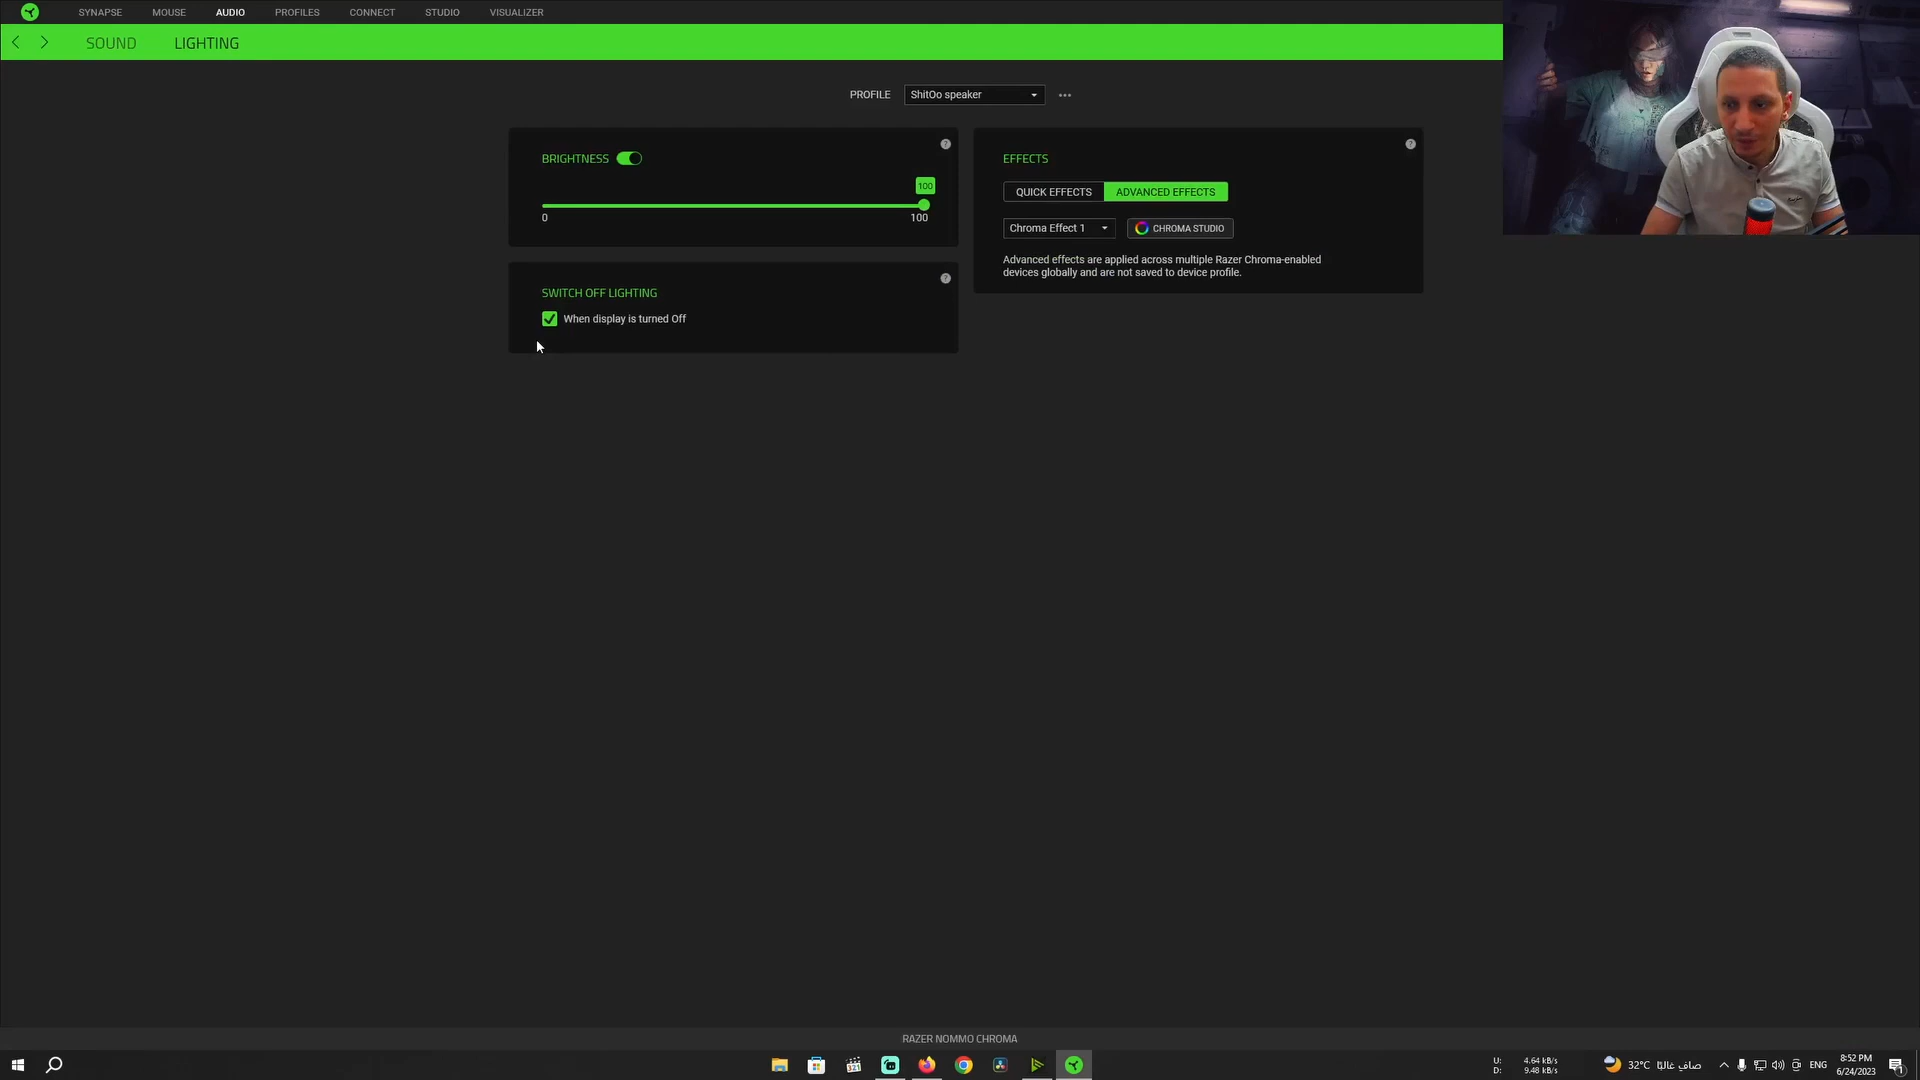 SYNAPSE MOUSE AUDIO PROFILES CONNECT STUDIO VISUALIZER
SOUND LIGHTING
PROFILE ShitOo speaker
BRIGHTNESS
100
0 100
SWITCH OFF LIGHTING
When display is turned Off
EFFECTS
QUICK EFFECTS ADVANCED EFFECTS
Chroma Effect 1 CHROMA STUDIO
Advanced effects are applied across multiple Razer Chroma-enabled
devices globally and are not saved to device profile.
RAZER NOMMO CHROMA
U: 4.64 kB/s
D: 9.48 kB/s
32°C صافٍ غالبًا
ENG
8:52 PM
6/24/2023